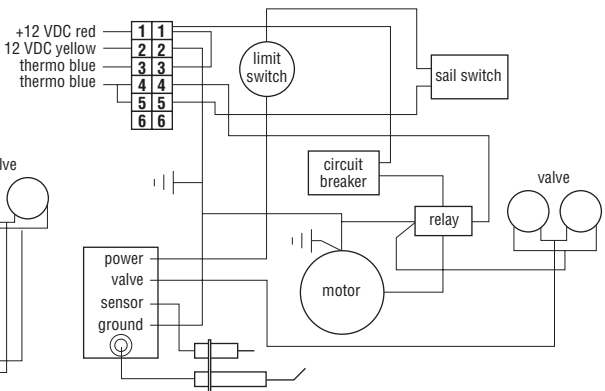 +12 VDC red
12 VDC yellow
thermo blue
thermo blue
1 1
2 2
3 3
4 4
5 5
6 6
limit
switch
sail switch
circuit
breaker
relay
valve
motor
power
valve
sensor
ground